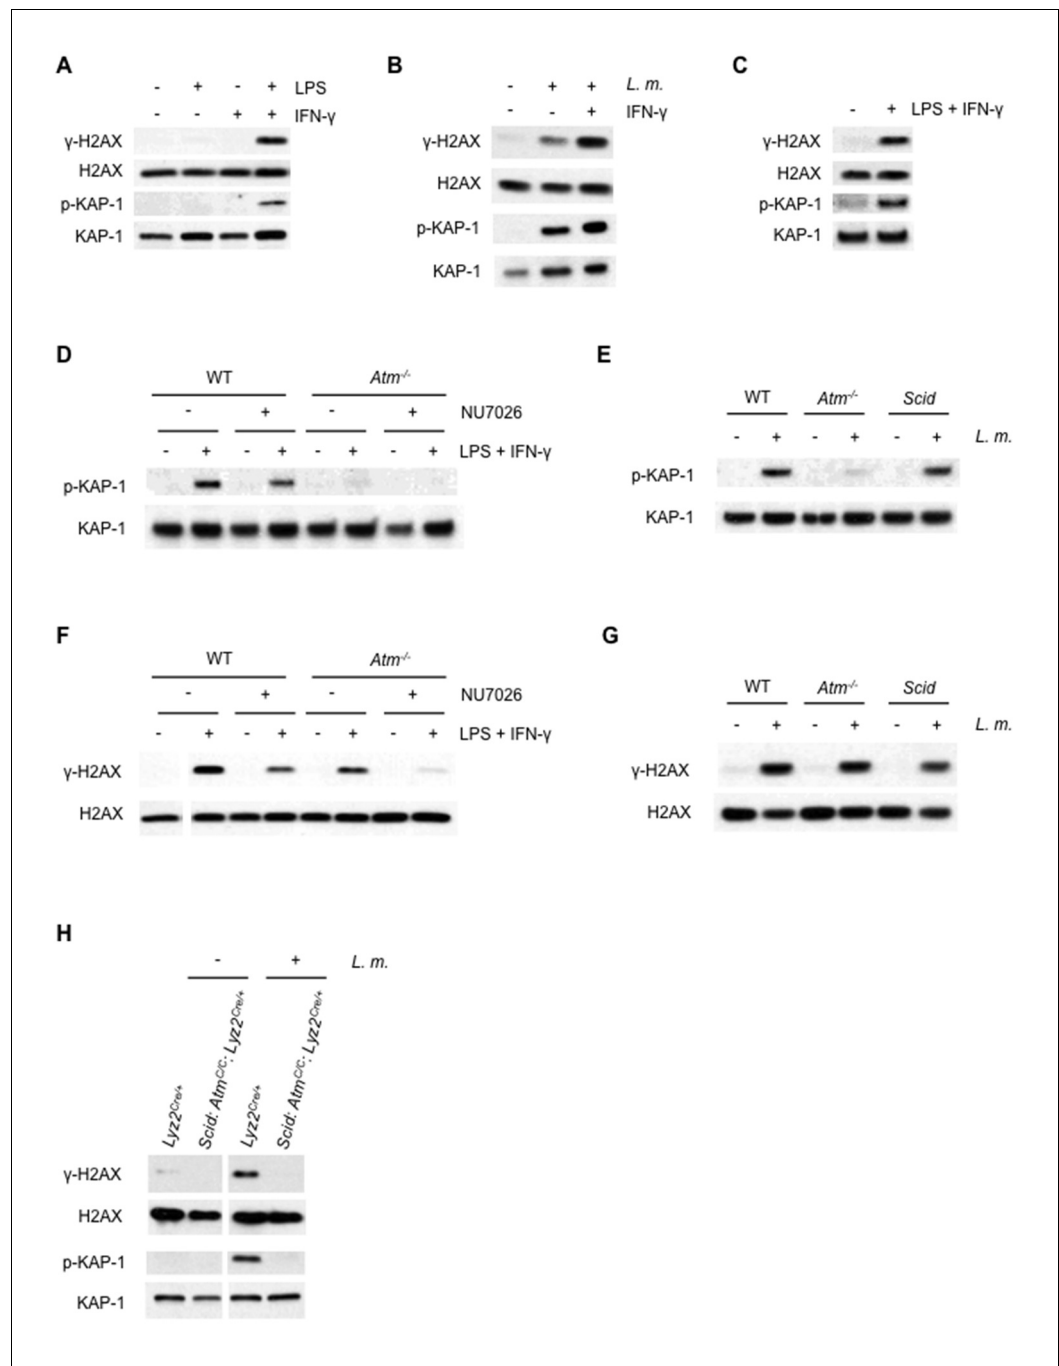 A
- + - + LPS
- - + + IFN-γ
γ-H2AX
H2AX
p-KAP-1
KAP-1
B
- + + L. m.
- - + IFN-γ
γ-H2AX
H2AX
p-KAP-1
KAP-1
C
- + LPS + IFN-γ
γ-H2AX
H2AX
p-KAP-1
KAP-1
D
WT Atm-/-
- + - + NU7026
- + - + - + - + LPS + IFN-γ
p-KAP-1
KAP-1
E
WT Atm-/- Scid
- + - + - + L. m.
p-KAP-1
KAP-1
F
WT Atm-/-
- + - + NU7026
- + - + - + - + LPS + IFN-γ
γ-H2AX
H2AX
G
WT Atm-/- Scid
- + - + - + L. m.
γ-H2AX
H2AX
H
- + L. m.
Lyz2Cre/+
Scid: AtmC/C: Lyz2Cre/+
Lyz2Cre/+
Scid: AtmC/C: Lyz2Cre/+
γ-H2AX
H2AX
p-KAP-1
KAP-1